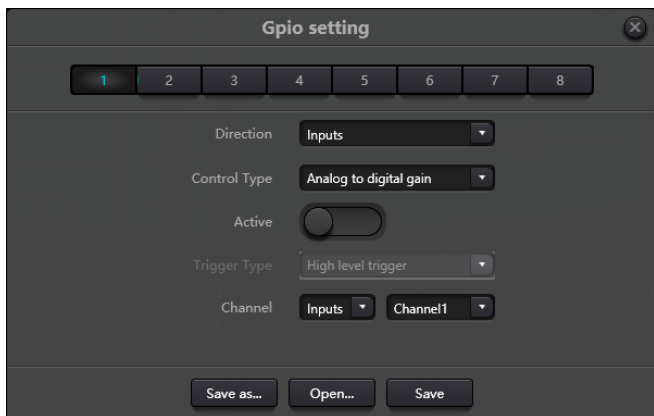 Gpio setting
1 2 3 4 5 6 7 8
Direction Inputs
Control Type Analog to digital gain
Active
Trigger Type High level trigger
Channel Inputs Channel1
Save as... Open... Save